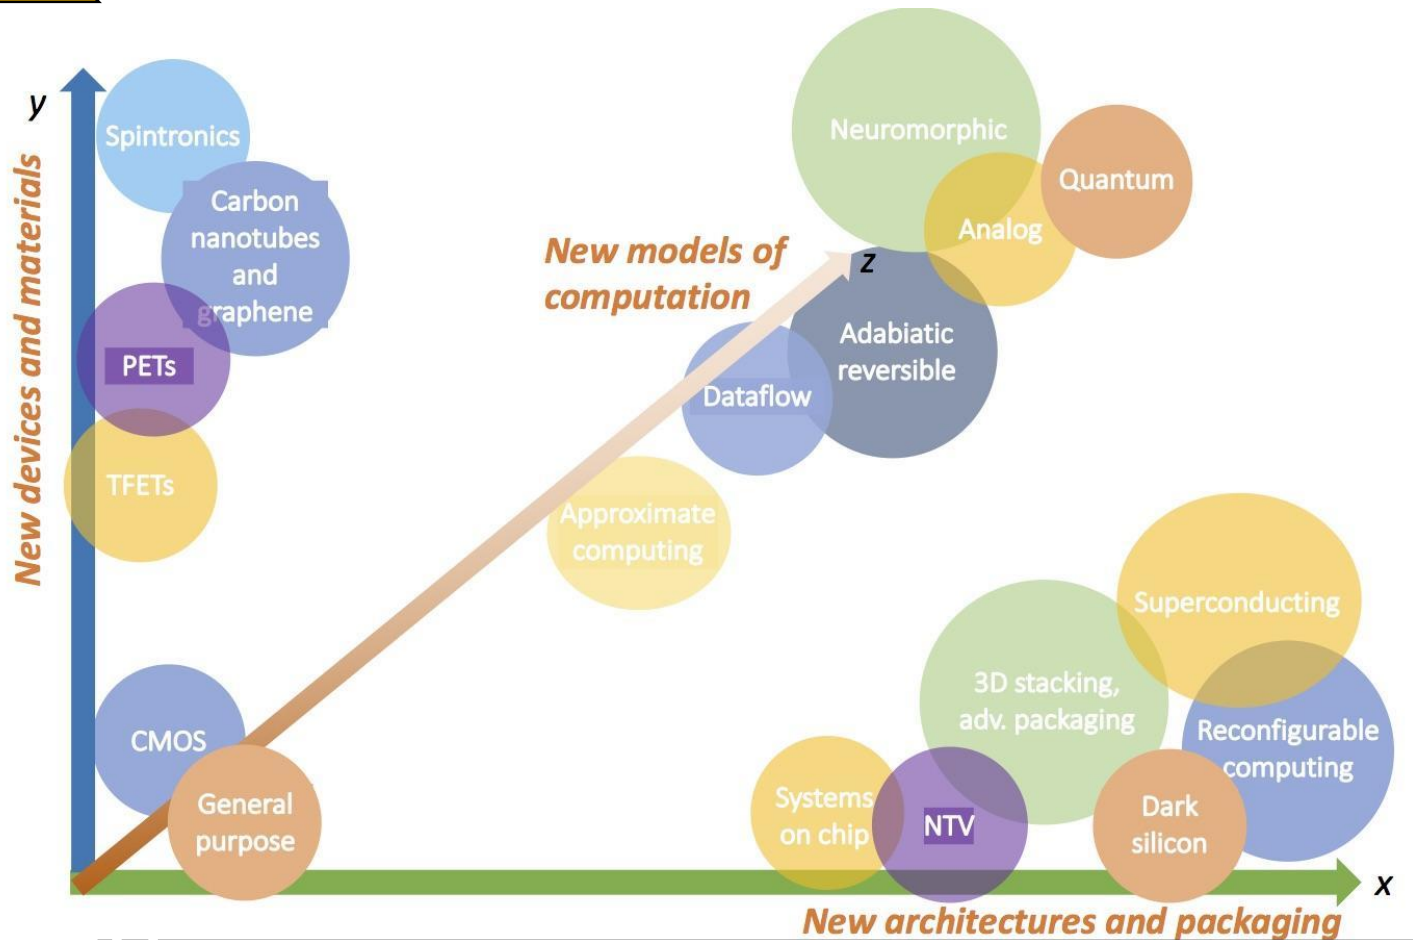 y
New devices and materials
Spintronics
Carbon
nanotubes
and
graphene
PETs
TFETs
CMOS
General
purpose
New models of
computation
z
Neuromorphic
Quantum
Analog
Adabiatic
reversible
Dataflow
Approximate
computing
Superconducting
3D stacking,
adv. packaging
Reconfigurable
computing
Systems
on chip
NTV
Dark
silicon
x
New architectures and packaging